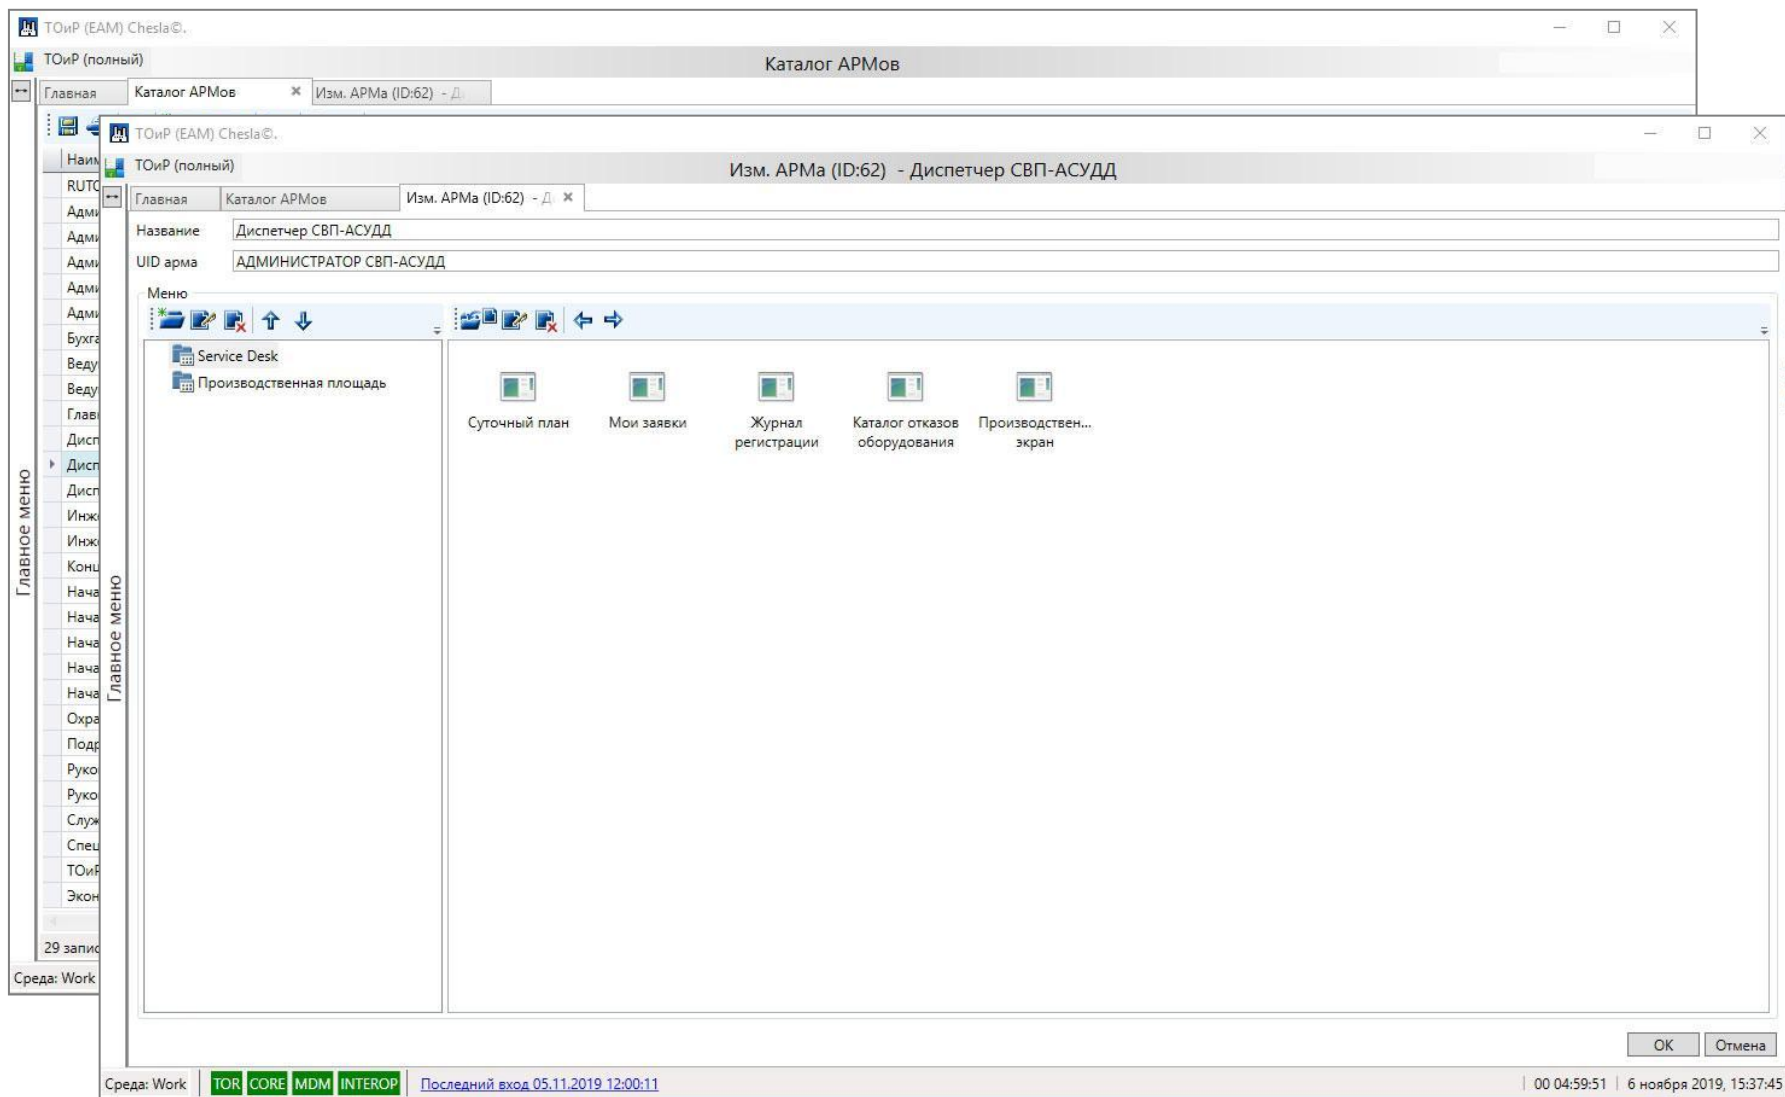 ТОиР (EAM) Chesla©.
ТОиР (полный)
Каталог АРМов
Главная
Каталог АРМов
Изм. АРМа (ID:62) - Д
Главное меню
29
Среда: Work
ТОиР (EAM) Chesla©.
ТОиР (полный)
Изм. АРМа (ID:62) - Диспетчер СВП-АСУДД
Главная
Каталог АРМов
Изм. АРМа (ID:62) - Д
Название
Диспетчер СВП-АСУДД
UID арма
АДМИНИСТРАТОР СВП-АСУДД
Меню
Service Desk
Производственная площадь
Суточный план
Мои заявки
Журнал
регистрации
Каталог отказов
оборудования
Производствен...
экран
Главное меню
OK
Отмена
Среда: Work
TOR CORE MDM INTEROP
Последний вход 05.11.2019 12:00:11
00 04:59:51
6 ноября 2019, 15:37:45